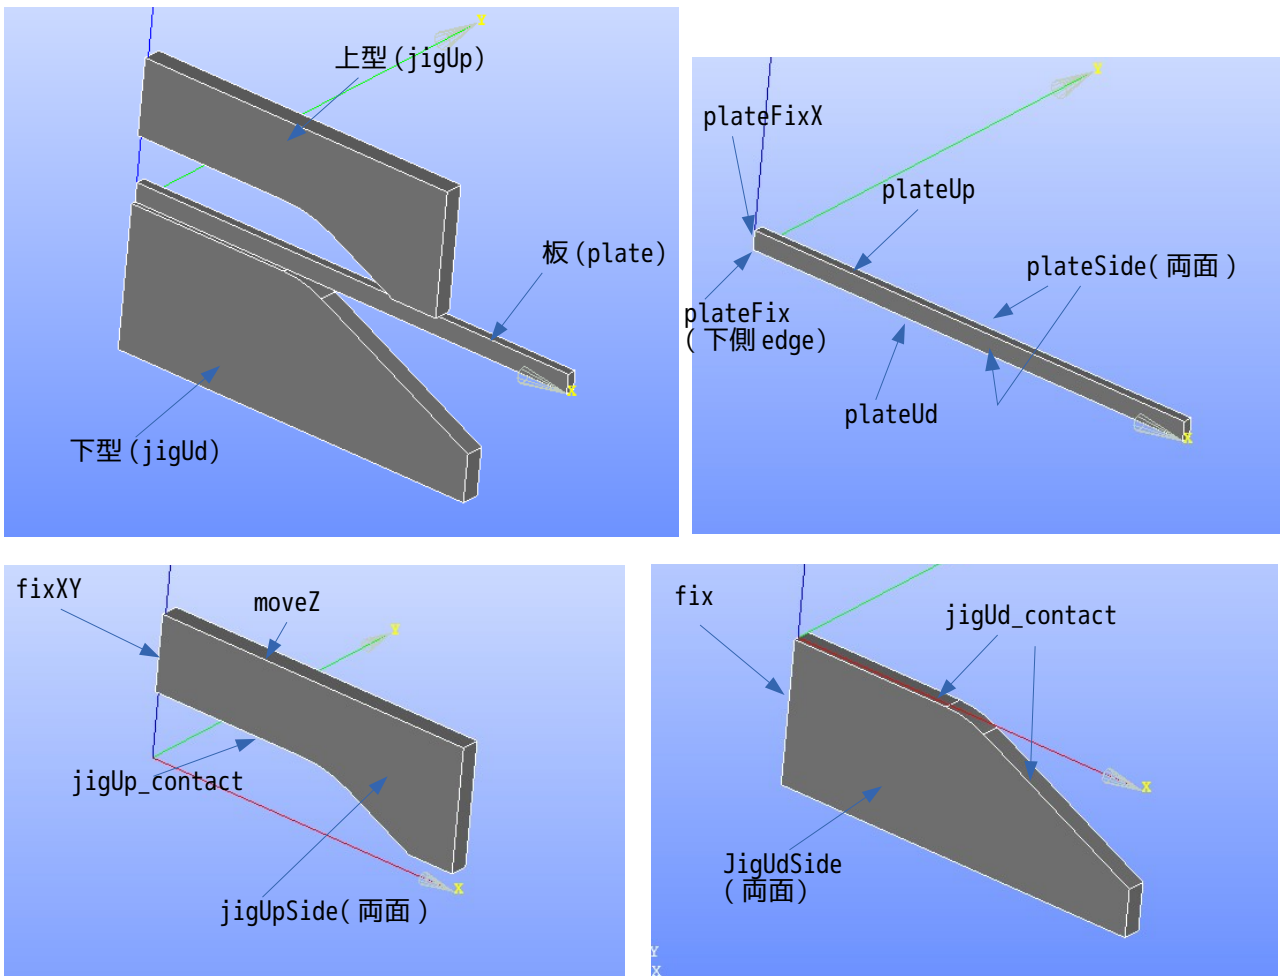 Y
上型(jigUp)
板(plate)
X
下型(jigUd)
Y
plateFixX
plateUp
plateSide(両面)
plateFix
(下側edge)
plateUd
X
fixXY
moveZ
Y
jigUp_contact
X
jigUpSide(両面)
fix
jigUd_contact
X
JigUdSide
(両面)
Y
X